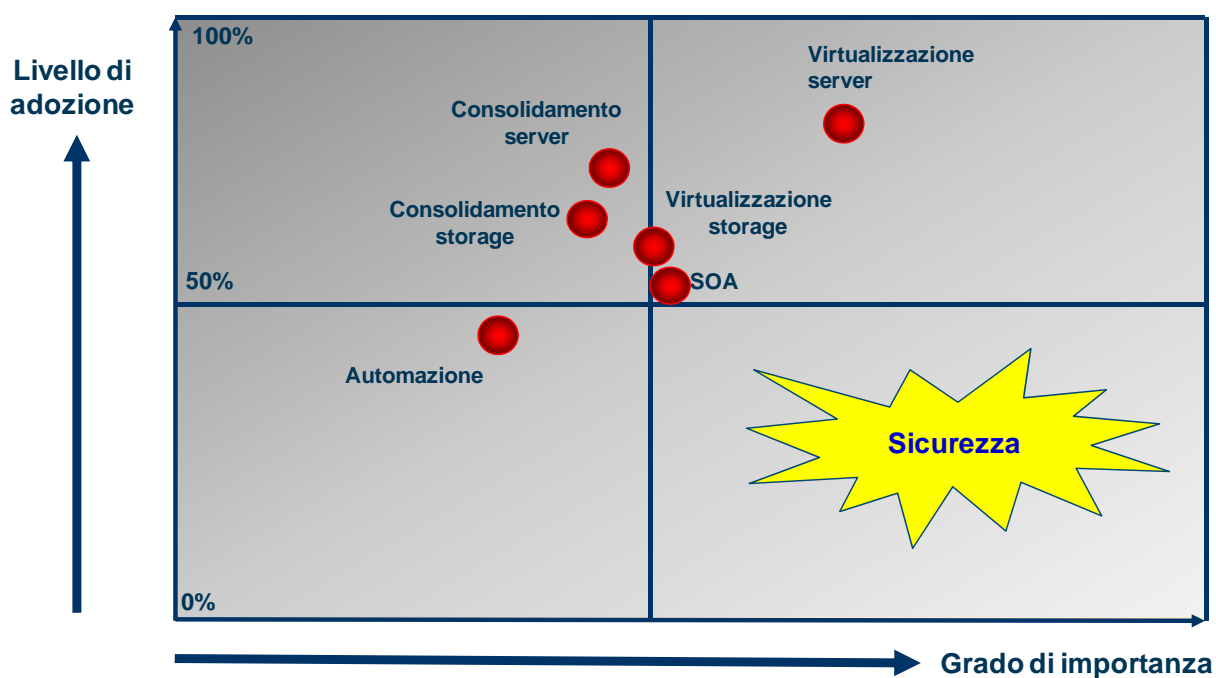 100%
Livello di
adozione
Virtualizzazione
server
Consolidamento
server
Consolidamento
storage
Virtualizzazione
storage
50%
SOA
Automazione
Sicurezza
0%
Grado di importanza